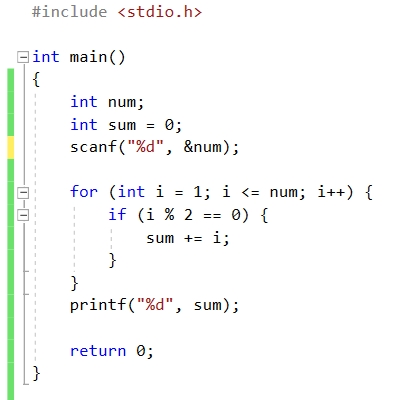 #include <stdio.h>
int main()
{
int num;
int sum = 0;
scanf("%d", &num);
for (int i = 1; i <= num; i++) {
if (i % 2 == 0) {
sum += i;
}
}
printf("%d", sum);
return 0;
}